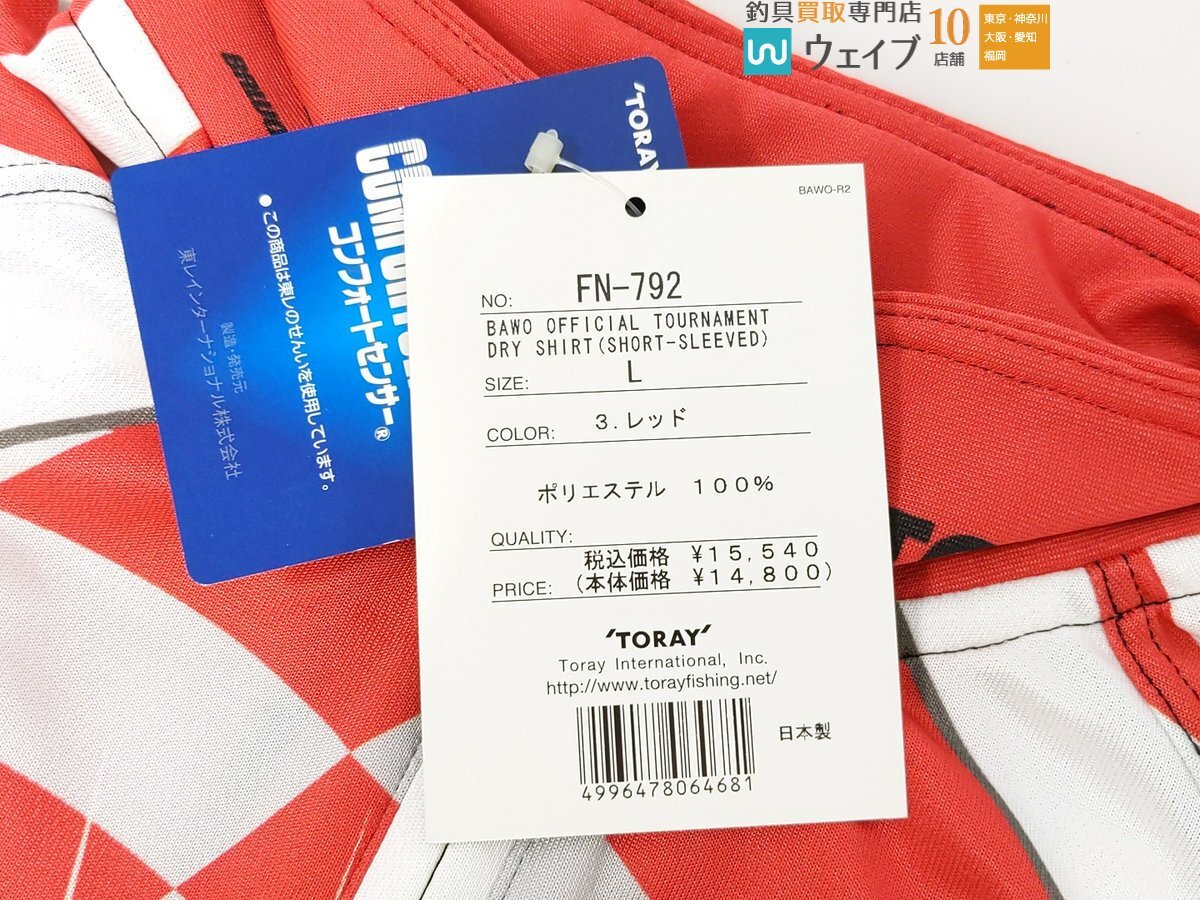 釣具買取専門店
ウェイブ
10
店舗
東京・神奈川
大阪・愛知
福岡
'TORAY
コンフォートセンサー®
●この商品は東レのせんいを使用しています。
製造・発売元
東レインターナショナル株式会社
BAWO-R2
NO: FN-792
BAWO OFFICIAL TOURNAMENT
DRY SHIRT(SHORT-SLEEVED)
SIZE: L
COLOR: 3.レッド
ポリエステル 100%
QUALITY:
税込価格 ¥15,540
PRICE: (本体価格 ¥14,800)
'TORAY'
Toray International, Inc.
http://www.torayfishing.net/
日本製
4996478064681